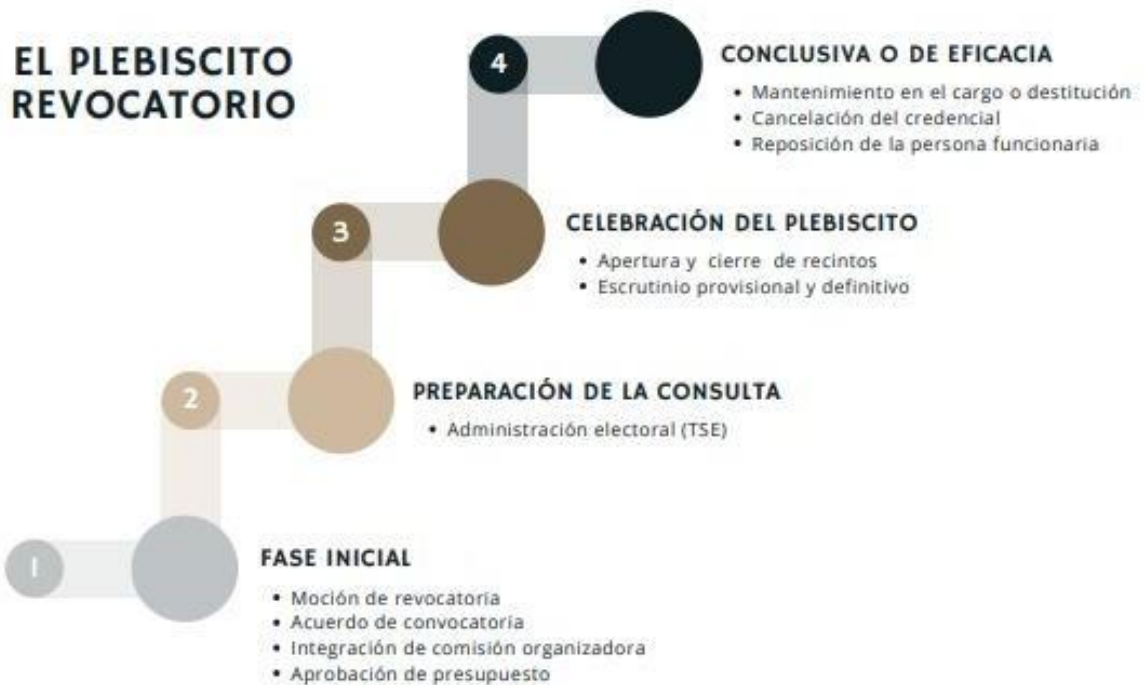 EL PLEBISCITO
REVOCATORIO
4
CONCLUSIVA O DE EFICACIA
• Mantenimiento en el cargo o destitución
• Cancelación del credencial
• Reposición de la persona funcionaria
3
CELEBRACIÓN DEL PLEBISCITO
• Apertura y cierre de recintos
• Escrutinio provisional y definitivo
2
PREPARACIÓN DE LA CONSULTA
• Administración electoral (TSE)
1
FASE INICIAL
• Moción de revocatoria
• Acuerdo de convocatoria
• Integración de comisión organizadora
• Aprobación de presupuesto